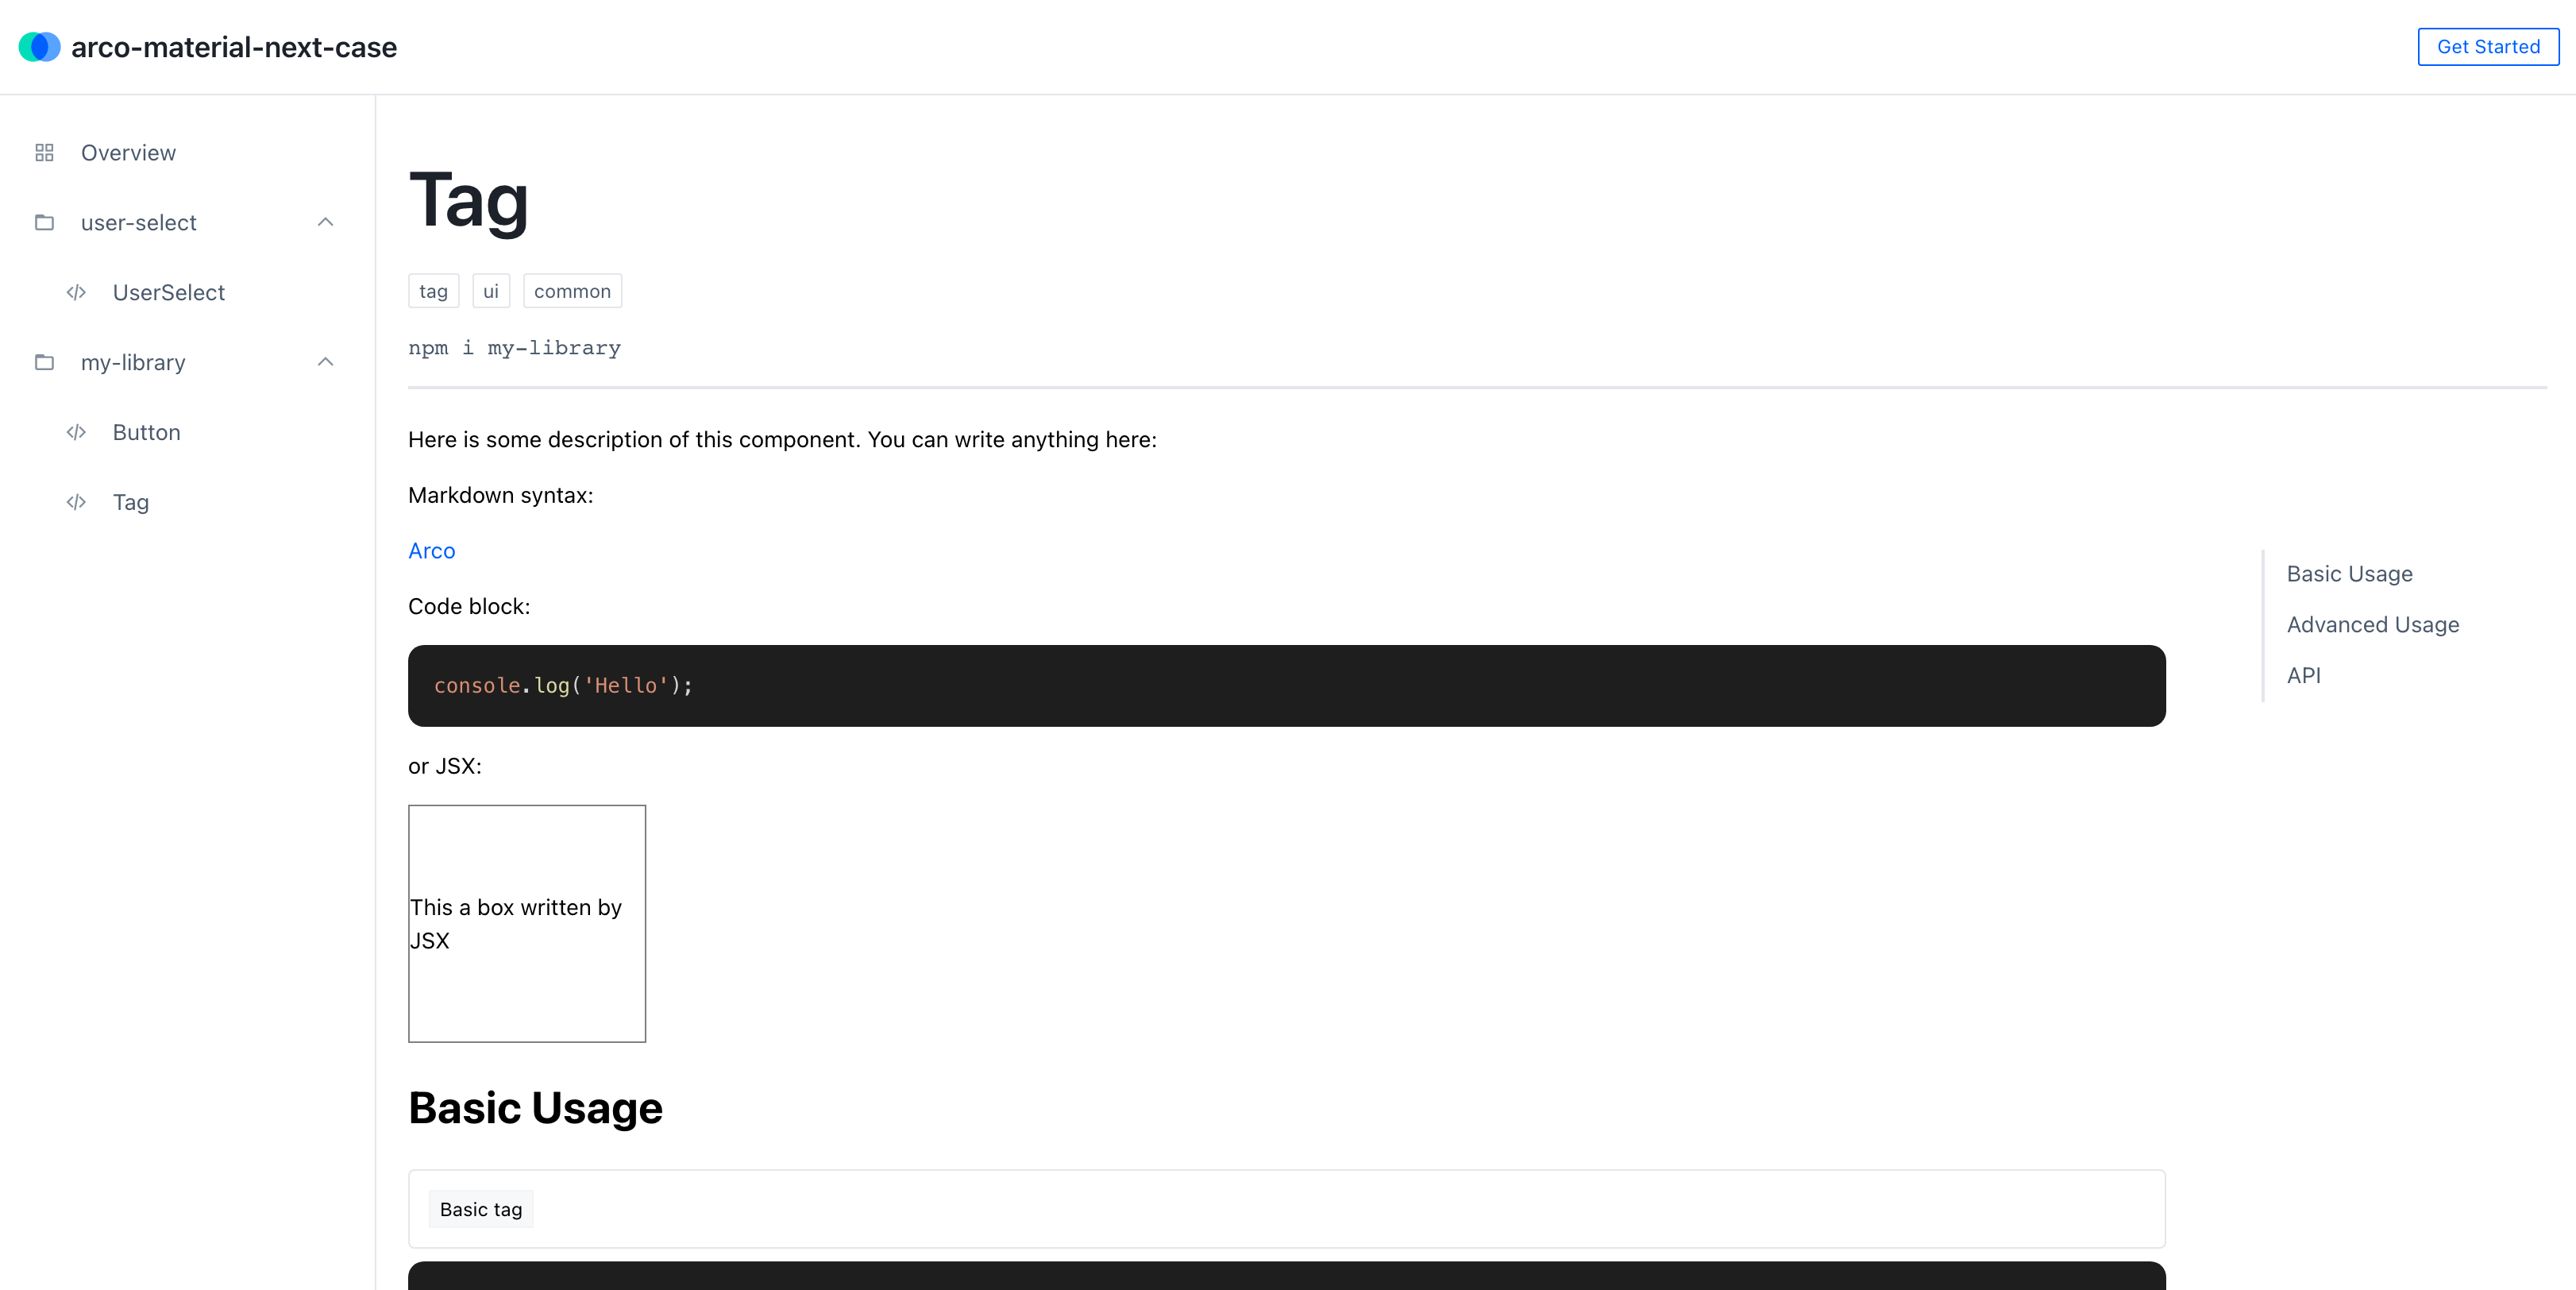 arco-material-next-case
Get Started
Overview
user-select
UserSelect
my-library
Button
Tag
Tag
tag
ui
common
npm i my-library
Here is some description of this component. You can write anything here:
Markdown syntax:
Arco
Code block:
console.log('Hello');
or JSX:
This a box written by
JSX
Basic Usage
Basic tag
Basic Usage
Advanced Usage
API